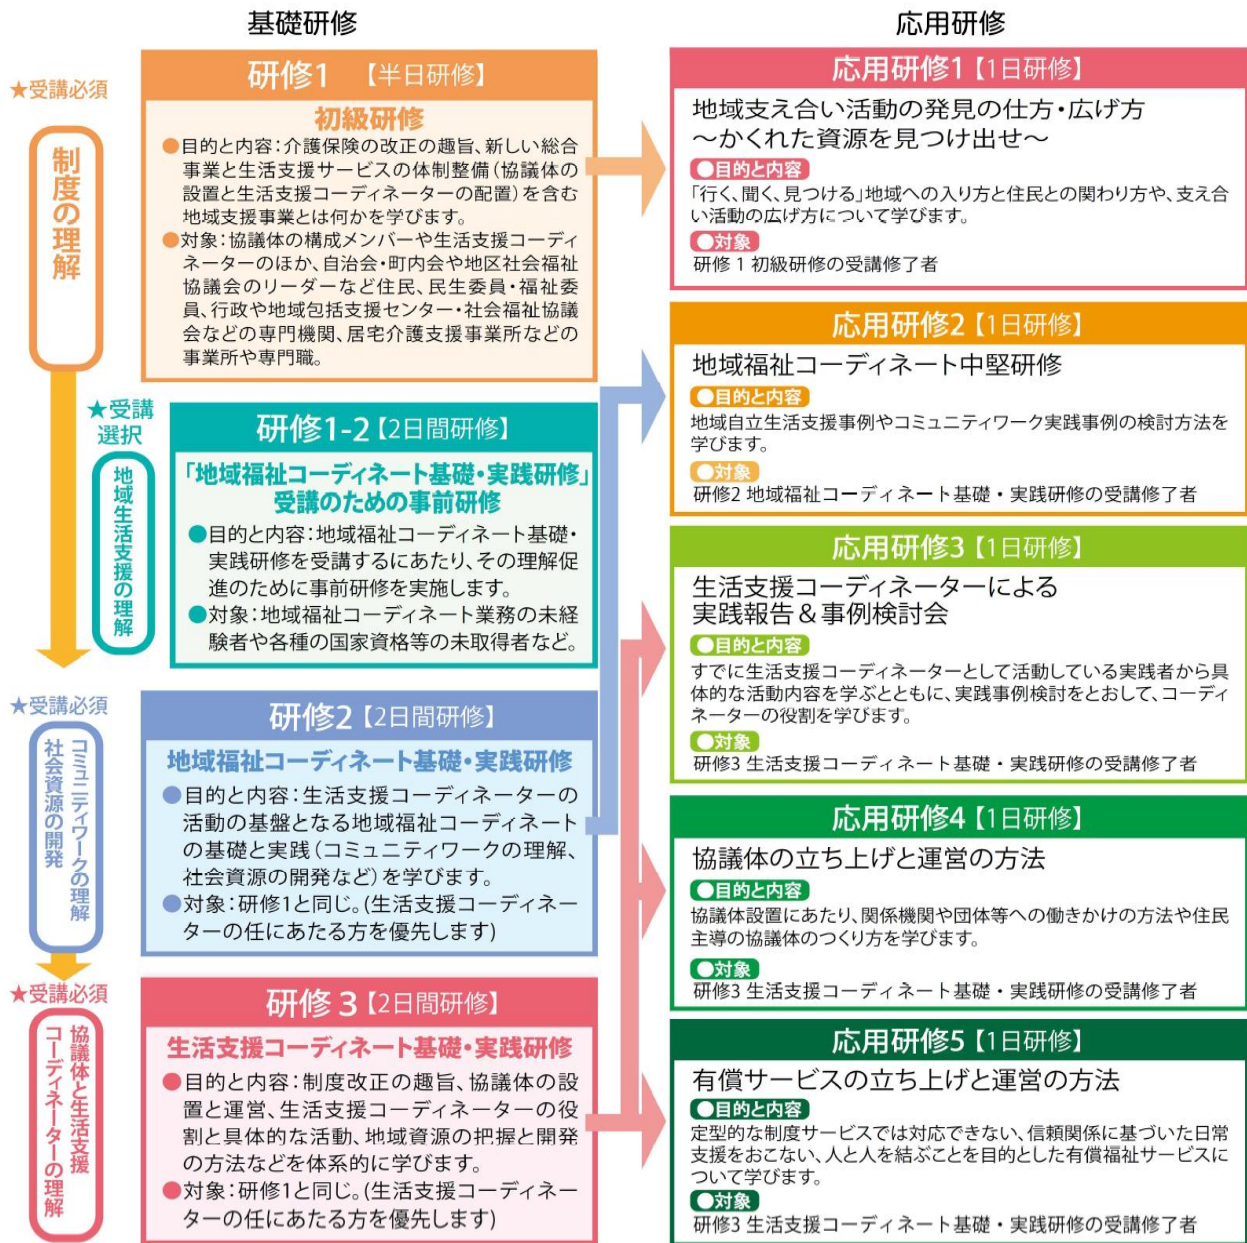 基礎研修
★受講必須
制度の理解
研修1 【半日研修】
初級研修
●目的と内容：介護保険の改正の趣旨、新しい総合
事業と生活支援サービスの体制整備（協議体の
設置と生活支援コーディネーターの配置）を含む
地域支援事業とは何かを学びます。
●対象：協議体の構成メンバーや生活支援コーディ
ネーターのほか、自治会・町内会や地区社会福祉
協議会のリーダーなど住民、民生委員・福祉委
員、行政や地域包括支援センター・社会福祉協議
会などの専門機関、居宅介護支援事業所などの
事業所や専門職。
★受講
選択
地域生活支援の理解
研修1-2【2日間研修】
「地域福祉コーディネート基礎・実践研修」
受講のための事前研修
●目的と内容：地域福祉コーディネート基礎・
実践研修を受講するにあたり、その理解促
進のために事前研修を実施します。
●対象：地域福祉コーディネート業務の未経
験者や各種の国家資格等の未取得者など。
★受講必須
コミュニティワークの理解
社会資源の開発
研修2【2日間研修】
地域福祉コーディネート基礎・実践研修
●目的と内容：生活支援コーディネーターの
活動の基盤となる地域福祉コーディネート
の基礎と実践（コミュニティワークの理解、
社会資源の開発など）を学びます。
●対象：研修1と同じ。(生活支援コーディネー
ターの任にあたる方を優先します)
★受講必須
協議体と生活支援
コーディネーターの理解
研修 3【2日間研修】
生活支援コーディネート基礎・実践研修
●目的と内容：制度改正の趣旨、協議体の設
置と運営、生活支援コーディネーターの役
割と具体的な活動、地域資源の把握と開発
の方法などを体系的に学びます。
●対象：研修1と同じ。(生活支援コーディネー
ターの任にあたる方を優先します)
応用研修
応用研修1【1日研修】
地域支え合い活動の発見の仕方・広げ方
～かくれた資源を見つけ出せ～
●目的と内容
「行く、聞く、見つける」地域への入り方と住民との関わり方や、支え合
い活動の広げ方について学びます。
●対象
研修 1 初級研修の受講修了者
応用研修2【1日研修】
地域福祉コーディネート中堅研修
●目的と内容
地域自立生活支援事例やコミュニティワーク実践事例の検討方法を
学びます。
●対象
研修2 地域福祉コーディネート基礎・実践研修の受講修了者
応用研修3【1日研修】
生活支援コーディネーターによる
実践報告＆事例検討会
●目的と内容
すでに生活支援コーディネーターとして活動している実践者から具
体的な活動内容を学ぶとともに、実践事例検討をとおして、コーディ
ネーターの役割を学びます。
●対象
研修3 生活支援コーディネート基礎・実践研修の受講修了者
応用研修4【1日研修】
協議体の立ち上げと運営の方法
●目的と内容
協議体設置にあたり、関係機関や団体等への働きかけの方法や住民
主導の協議体のつくり方を学びます。
●対象
研修3 生活支援コーディネート基礎・実践研修の受講修了者
応用研修5【1日研修】
有償サービスの立ち上げと運営の方法
●目的と内容
定型的な制度サービスでは対応できない、信頼関係に基づいた日常
支援をおこない、人と人を結ぶことを目的とした有償福祉サービスに
ついて学びます。
●対象
研修3 生活支援コーディネート基礎・実践研修の受講修了者